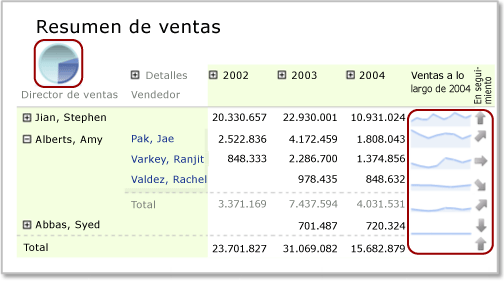 Resumen de ventas
Detalles 2002 2003 2004 Ventas a lo largo de 2004 En segui-miento
Director de ventas Vendedor
Jian, Stephen 20.330.657 22.930.001 10.931.024
Alberts, Amy Pak, Jae 2.522.836 4.172.459 1.808.043
Varkey, Ranjit 848.333 2.286.700 1.374.856
Valdez, Rachel 978.435 848.632
Total 3.371.169 7.437.594 4.031.531
Abbas, Syed 701.487 720.324
Total 23.701.827 31.069.082 15.682.879